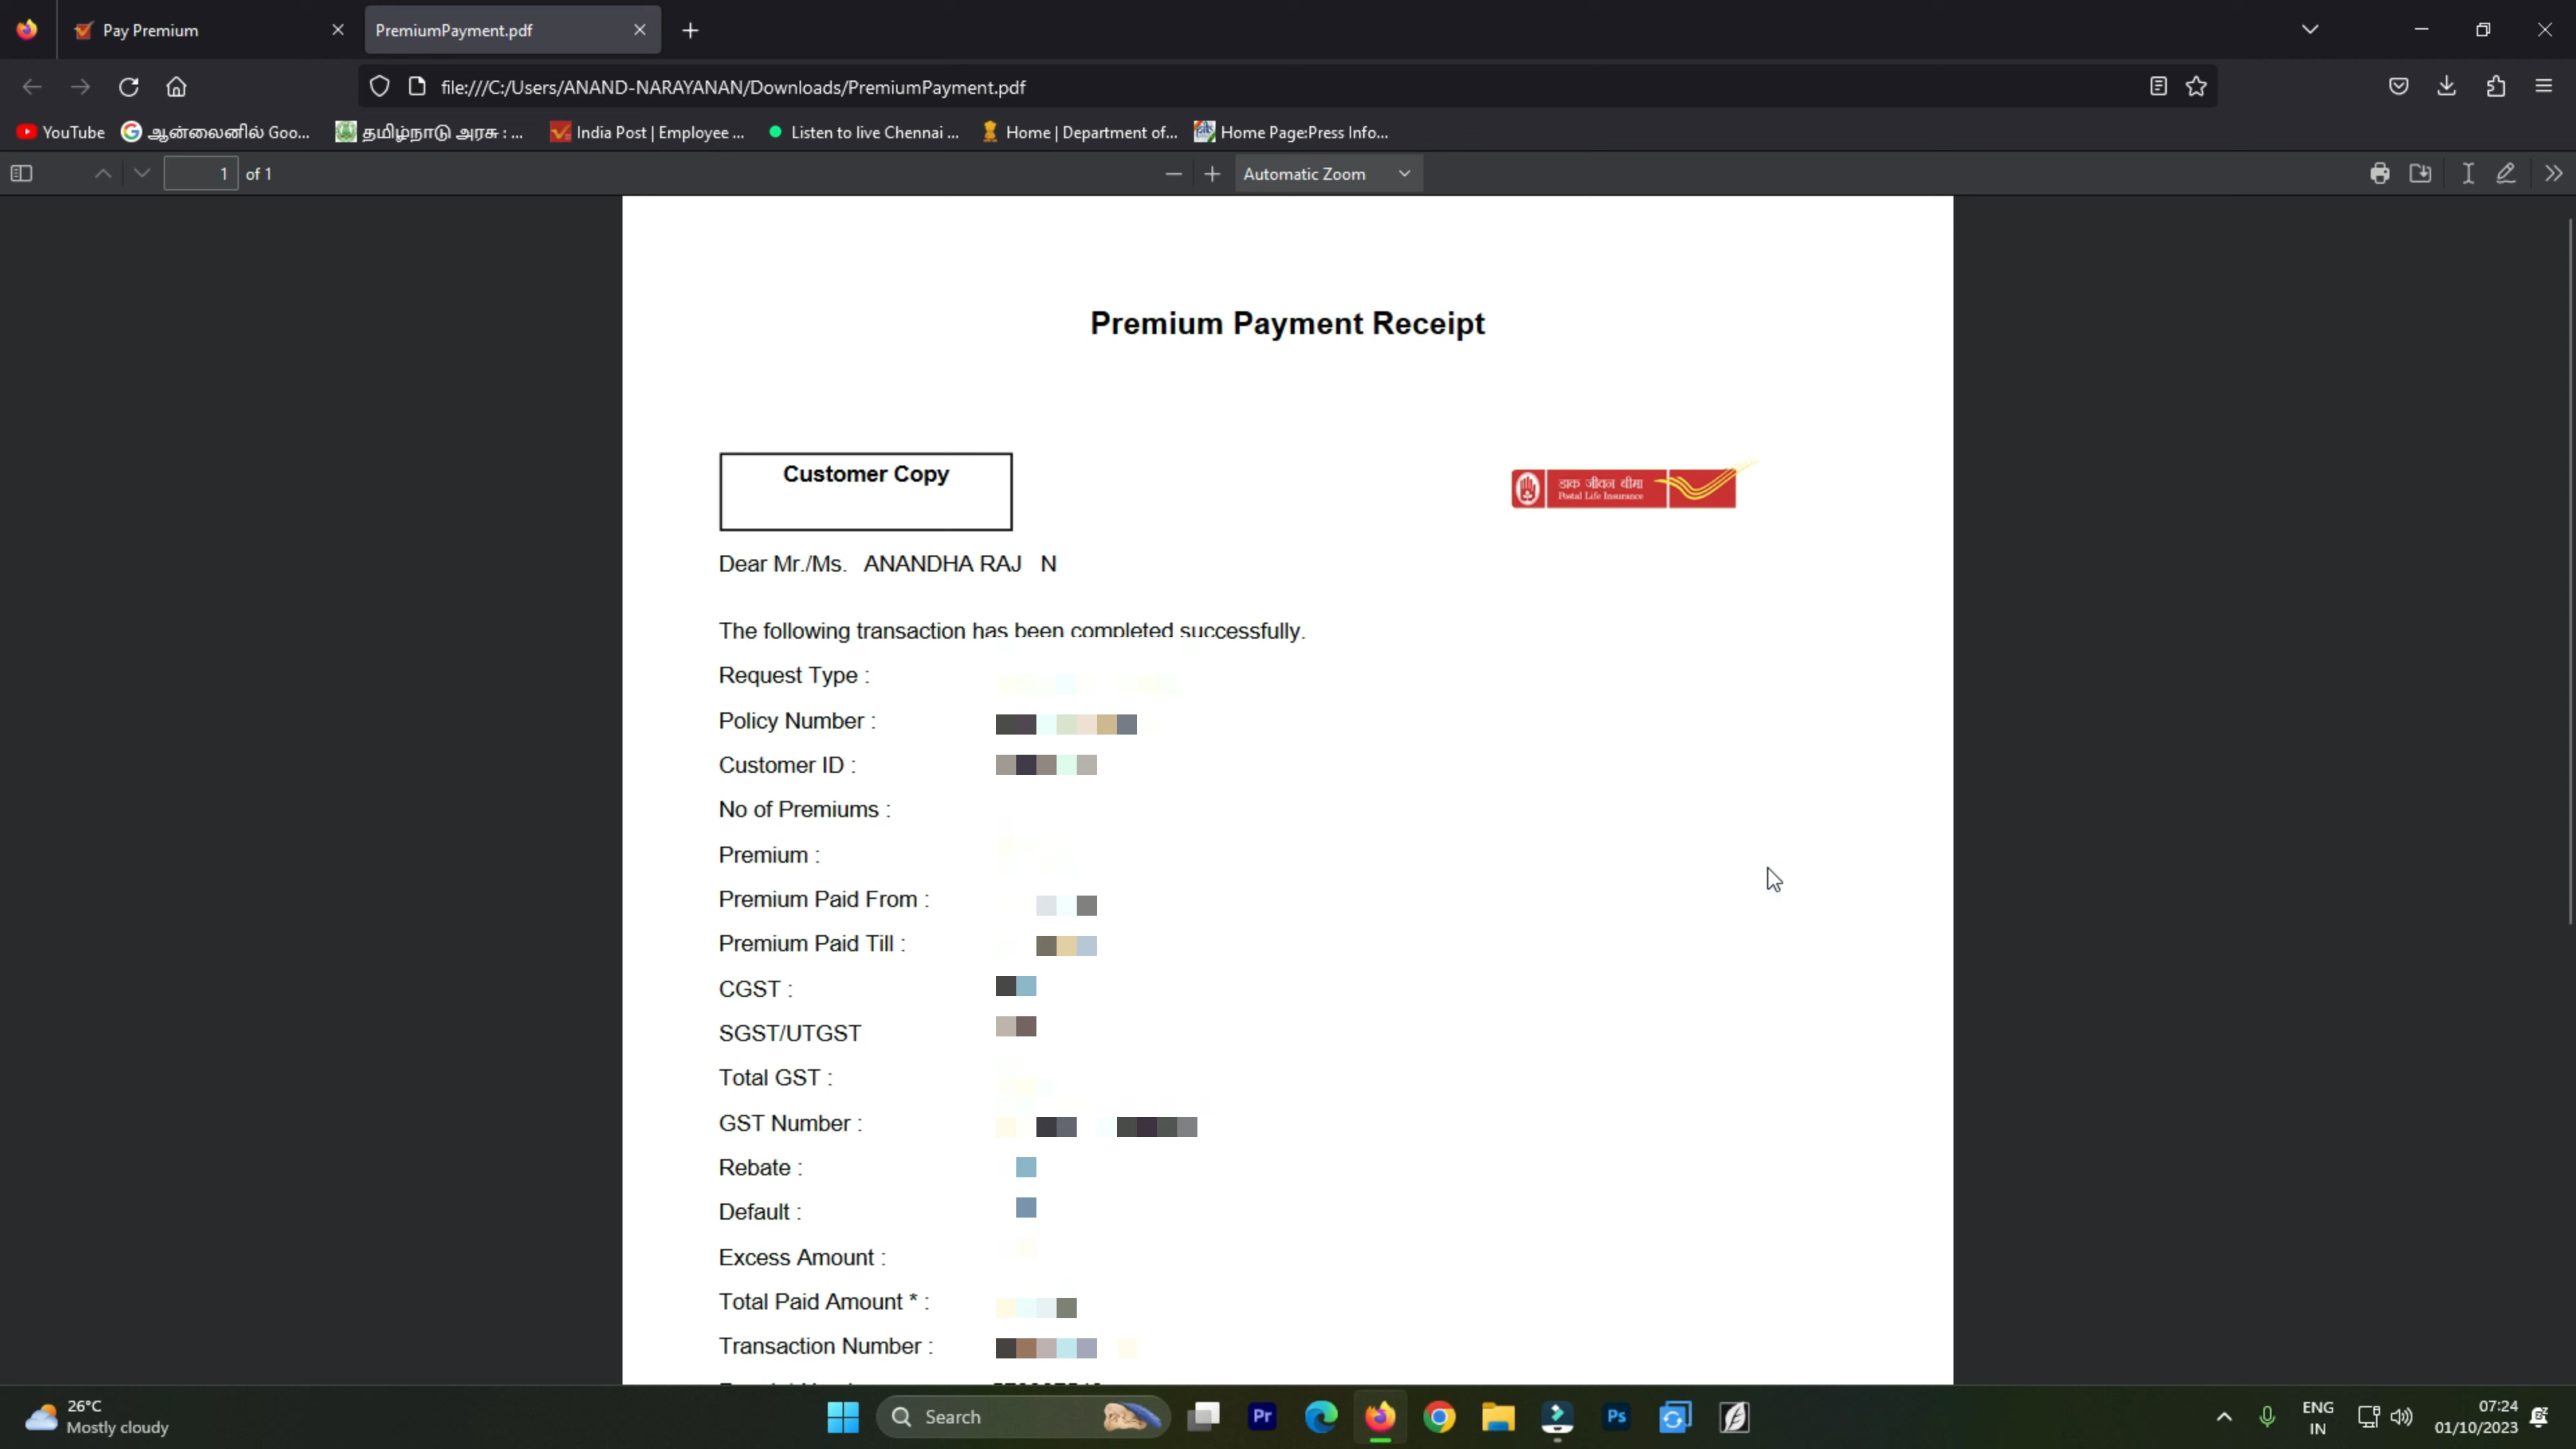 Pay Premium
PremiumPayment.pdf
file:///C:/Users/ANAND-NARAYANAN/Downloads/PremiumPayment.pdf
YouTube ஆன்லைனில் Goo... தமிழ்நாடு அரசு : ... India Post | Employee ... Listen to live Chennai ... Home | Department of... Home Page:Press Info...
1 of 1 Automatic Zoom
Premium Payment Receipt
Customer Copy
डाक जीवन बीमा
Postal Life Insurance
Dear Mr./Ms. ANANDHA RAJ N
The following transaction has been completed successfully.
Request Type :
Policy Number :
Customer ID :
No of Premiums :
Premium :
Premium Paid From :
Premium Paid Till :
CGST :
SGST/UTGST
Total GST :
GST Number :
Rebate :
Default :
Excess Amount :
Total Paid Amount * :
Transaction Number :
26°C
Mostly cloudy
Search
Pr
Ps
ENG
IN
07:24
01/10/2023